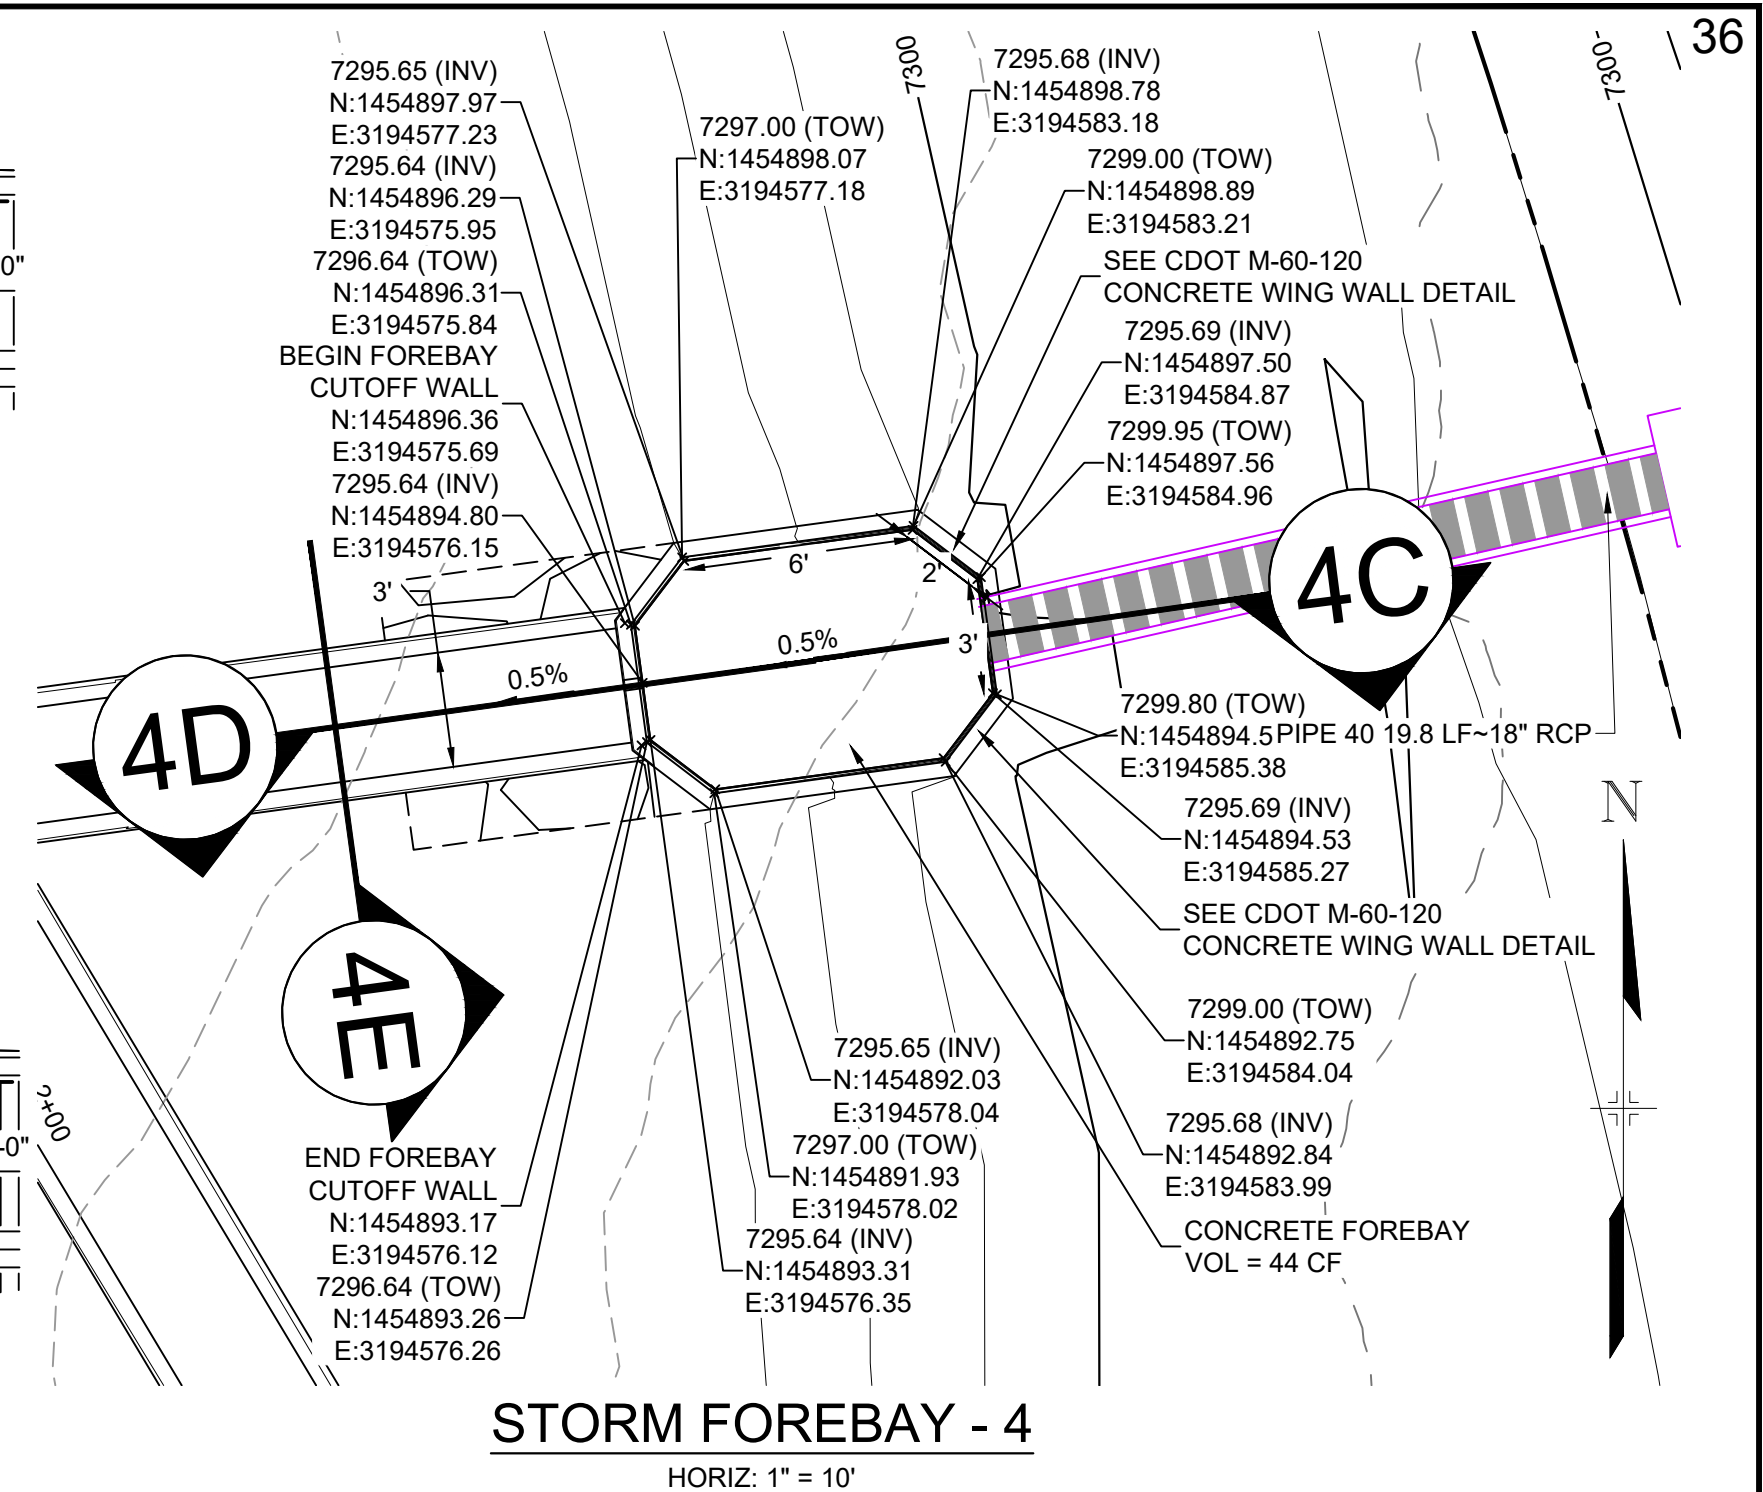 36
7295.65 (INV)
N:1454897.97
E:3194577.23
7295.64 (INV)
N:1454896.29
E:3194575.95
7296.64 (TOW)
N:1454896.31
E:3194575.84
BEGIN FOREBAY
CUTOFF WALL
N:1454896.36
E:3194575.69
7295.64 (INV)
N:1454894.80
E:3194576.15
7297.00 (TOW)
N:1454898.07
E:3194577.18
7300
7295.68 (INV)
N:1454898.78
E:3194583.18
7299.00 (TOW)
N:1454898.89
E:3194583.21
SEE CDOT M-60-120
CONCRETE WING WALL DETAIL
7295.69 (INV)
N:1454897.50
E:3194584.87
7299.95 (TOW)
N:1454897.56
E:3194584.96
7300
0"
3'
6'
2'
3'
0.5%
0.5%
4C
4D
4E
7299.80 (TOW)
N:1454894.5
PIPE 40 19.8 LF~18" RCP
E:3194585.38
7295.69 (INV)
N:1454894.53
E:3194585.27
SEE CDOT M-60-120
CONCRETE WING WALL DETAIL
N
7299.00 (TOW)
N:1454892.75
E:3194584.04
7295.68 (INV)
N:1454892.84
E:3194583.99
CONCRETE FOREBAY
VOL = 44 CF
7295.65 (INV)
N:1454892.03
E:3194578.04
7297.00 (TOW)
N:1454891.93
E:3194578.02
7295.64 (INV)
N:1454893.31
E:3194576.35
2+00
-0"
END FOREBAY
CUTOFF WALL
N:1454893.17
E:3194576.12
7296.64 (TOW)
N:1454893.26
E:3194576.26
STORM FOREBAY - 4
HORIZ: 1" = 10'